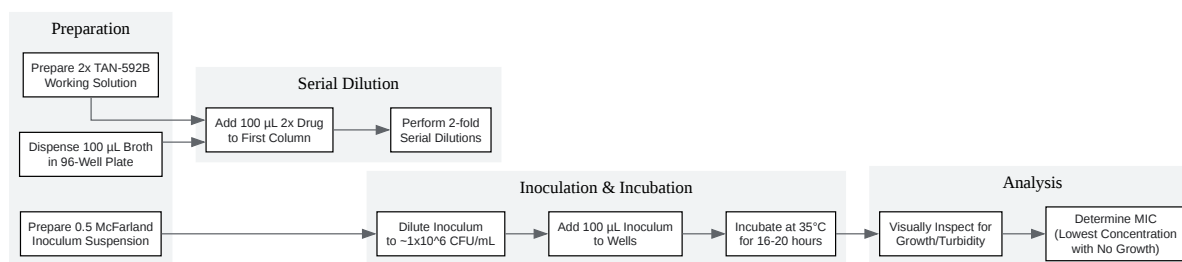 Preparation
Prepare 2x TAN-592B
Working Solution
Dispense 100 µL Broth
in 96-Well Plate
Prepare 0.5 McFarland
Inoculum Suspension
Serial Dilution
Add 100 µL 2x Drug
to First Column
Perform 2-fold
Serial Dilutions
Inoculation & Incubation
Dilute Inoculum
to ~1x10^6 CFU/mL
Add 100 µL Inoculum
to Wells
Incubate at 35°C
for 16-20 hours
Analysis
Visually Inspect for
Growth/Turbidity
Determine MIC
(Lowest Concentration
with No Growth)